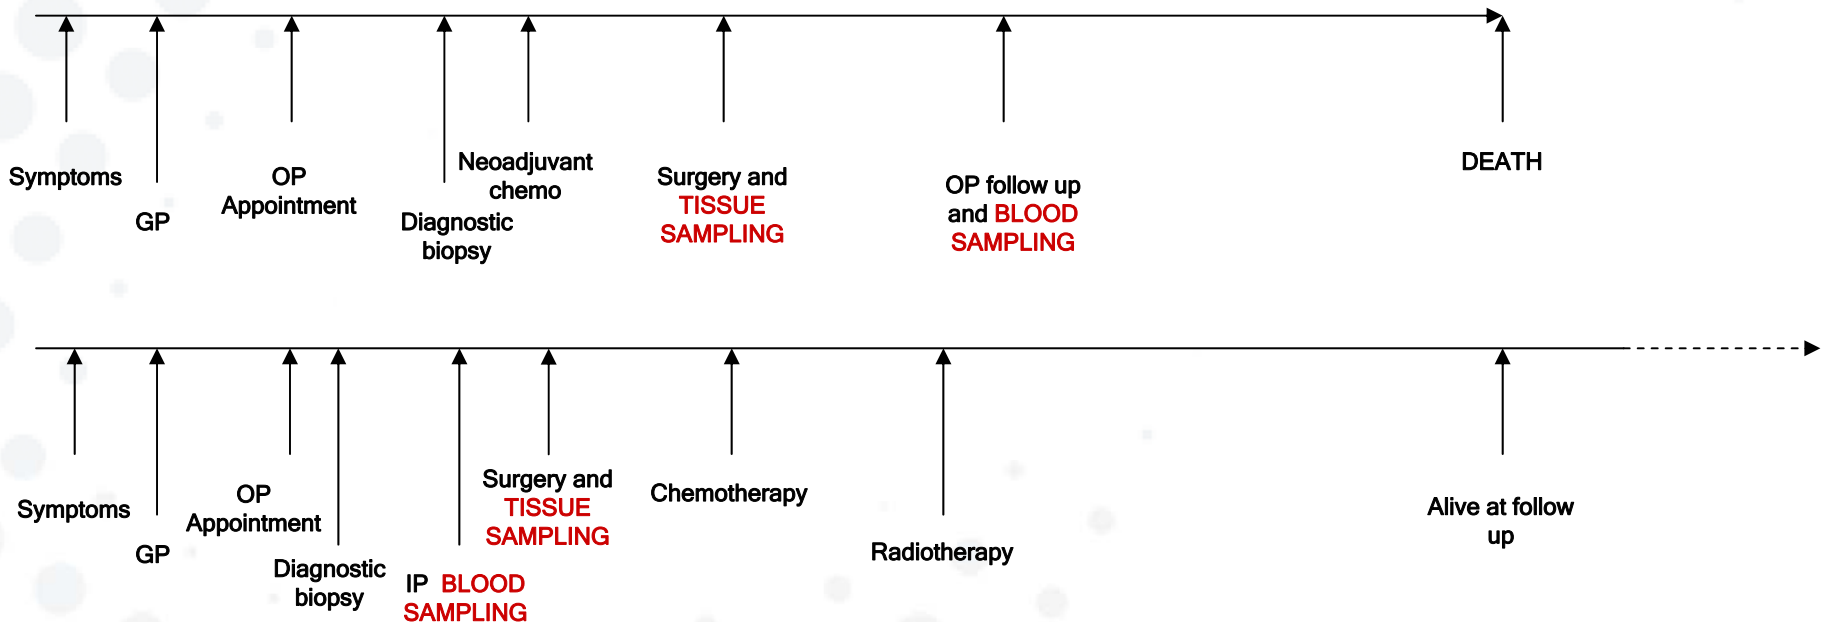 Symptoms
GP
OP
Appointment
Diagnostic
biopsy
Neoadjuvant
chemo
Surgery and
TISSUE
SAMPLING
OP follow up
and BLOOD
SAMPLING
DEATH
Symptoms
GP
OP
Appointment
Diagnostic
biopsy
IP BLOOD
SAMPLING
Surgery and
TISSUE
SAMPLING
Chemotherapy
Radiotherapy
Alive at follow
up